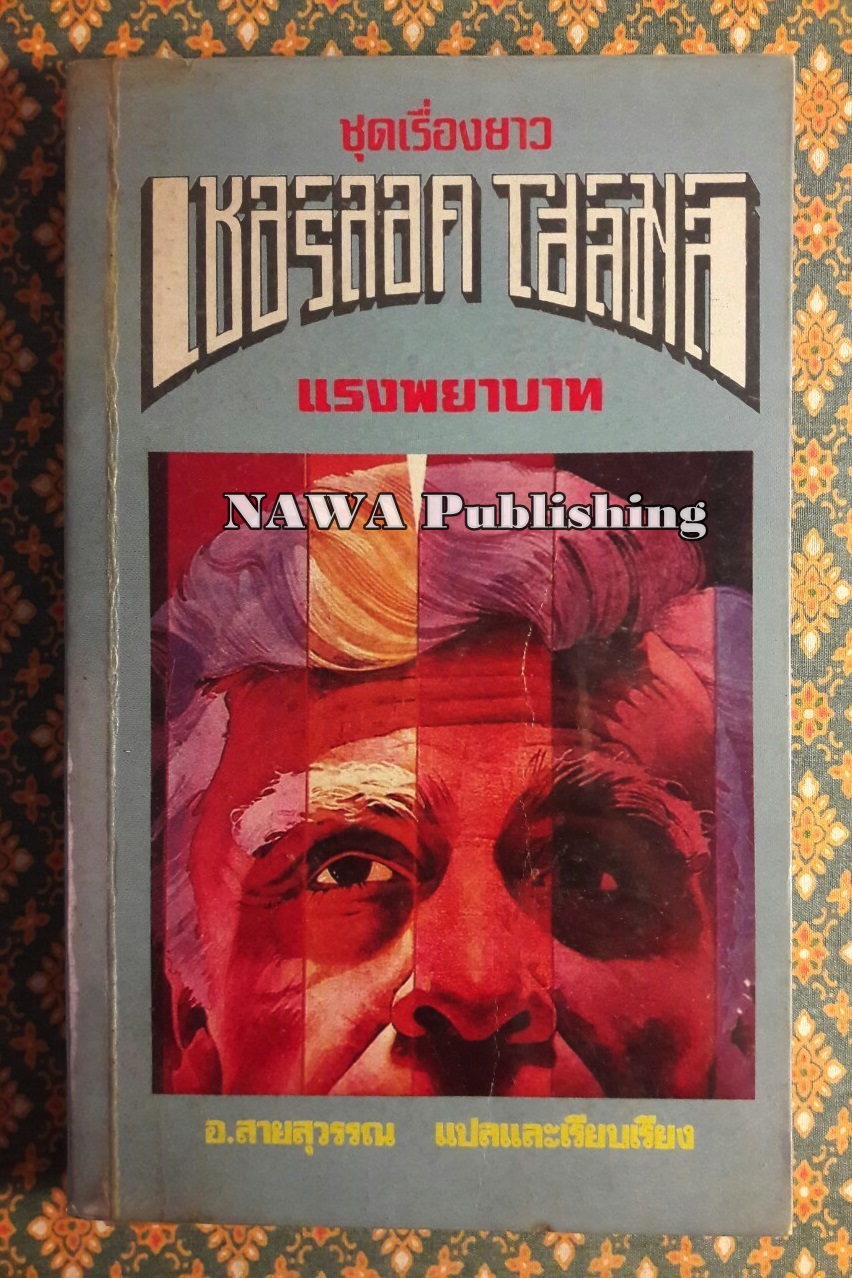 ชุดเรื่องยาว
เชอร์ลอค โฮล์มส์
แรงพยาบาท
NAWA Publishing
อ.สายสุวรรณ แปลและเรียบเรียง